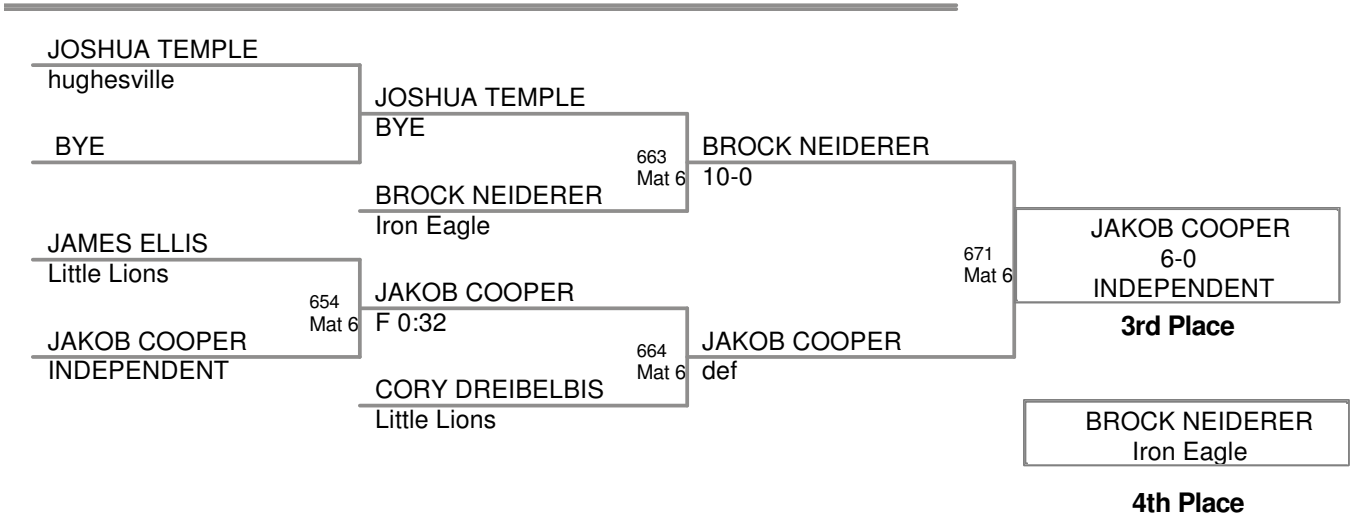 JOSHUA TEMPLE
hughesville
BYE
JOSHUA TEMPLE
BYE
663
Mat 6
BROCK NEIDERER
Iron Eagle
BROCK NEIDERER
10-0
JAMES ELLIS
Little Lions
654
Mat 6
JAKOB COOPER
INDEPENDENT
JAKOB COOPER
F 0:32
664
Mat 6
CORY DREIBELBIS
Little Lions
JAKOB COOPER
def
671
Mat 6
JAKOB COOPER
6-0
INDEPENDENT
3rd Place
BROCK NEIDERER
Iron Eagle
4th Place